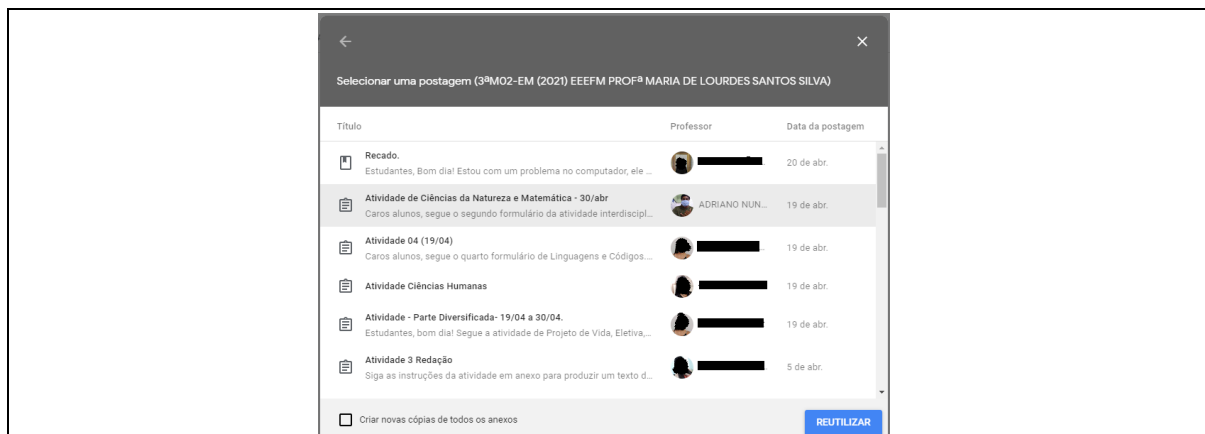 Selecionar uma postagem (3ªM02-EM (2021) EEEFM PROFª MARIA DE LOURDES SANTOS SILVA)
Título Professor Data da postagem
Recado. 20 de abr.
Estudantes, Bom dia! Estou com um problema no computador, ele ...
Atividade de Ciências da Natureza e Matemática - 30/abr ADRIANO NUN... 19 de abr.
Caros alunos, segue o segundo formulário da atividade interdiscipl...
Atividade 04 (19/04) 19 de abr.
Caros alunos, segue o quarto formulário de Linguagens e Códigos....
Atividade Ciências Humanas 19 de abr.
Atividade - Parte Diversificada- 19/04 a 30/04. 19 de abr.
Estudantes, bom dia! Segue a atividade de Projeto de Vida, Eletiva,...
Atividade 3 Redação 5 de abr.
Siga as instruções da atividade em anexo para produzir um texto d...
Criar novas cópias de todos os anexos REUTILIZAR